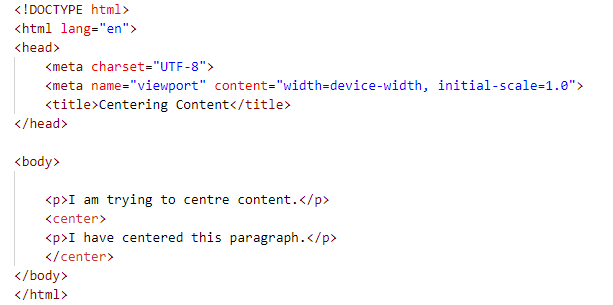 <!DOCTYPE html>
<html lang="en">
<head>
    <meta charset="UTF-8">
    <meta name="viewport" content="width=device-width, initial-scale=1.0">
    <title>Centering Content</title>
</head>

<body>

    <p>I am trying to centre content.</p>
    <center>
    <p>I have centered this paragraph.</p>
    </center>
</body>
</html>